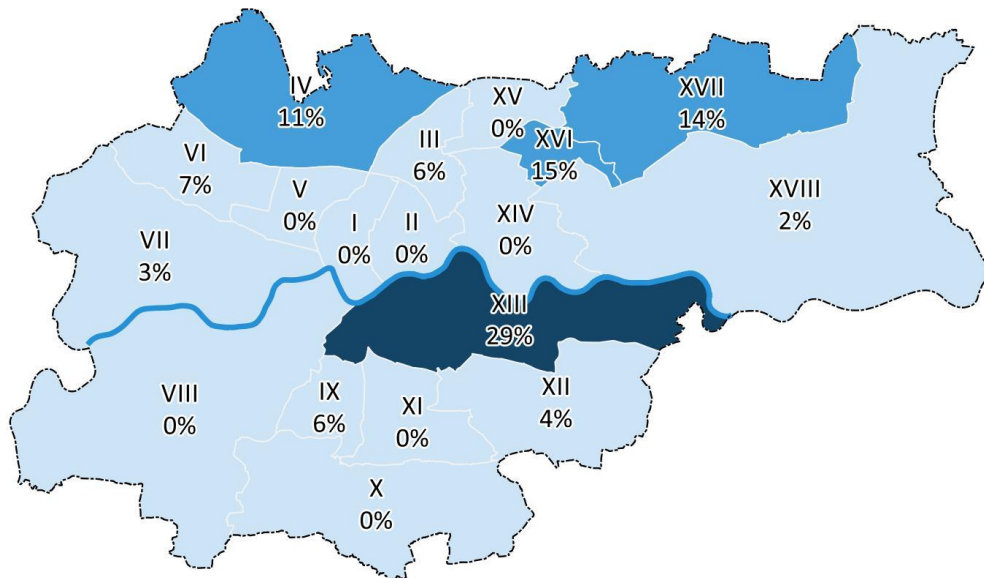 IV
11%
XV
0%
XVII
14%
III
6%
XVI
15%
VI
7%
V
0%
XVIII
2%
I
0%
II
0%
XIV
0%
VII
3%
XIII
29%
VIII
0%
IX
6%
XI
0%
XII
4%
X
0%